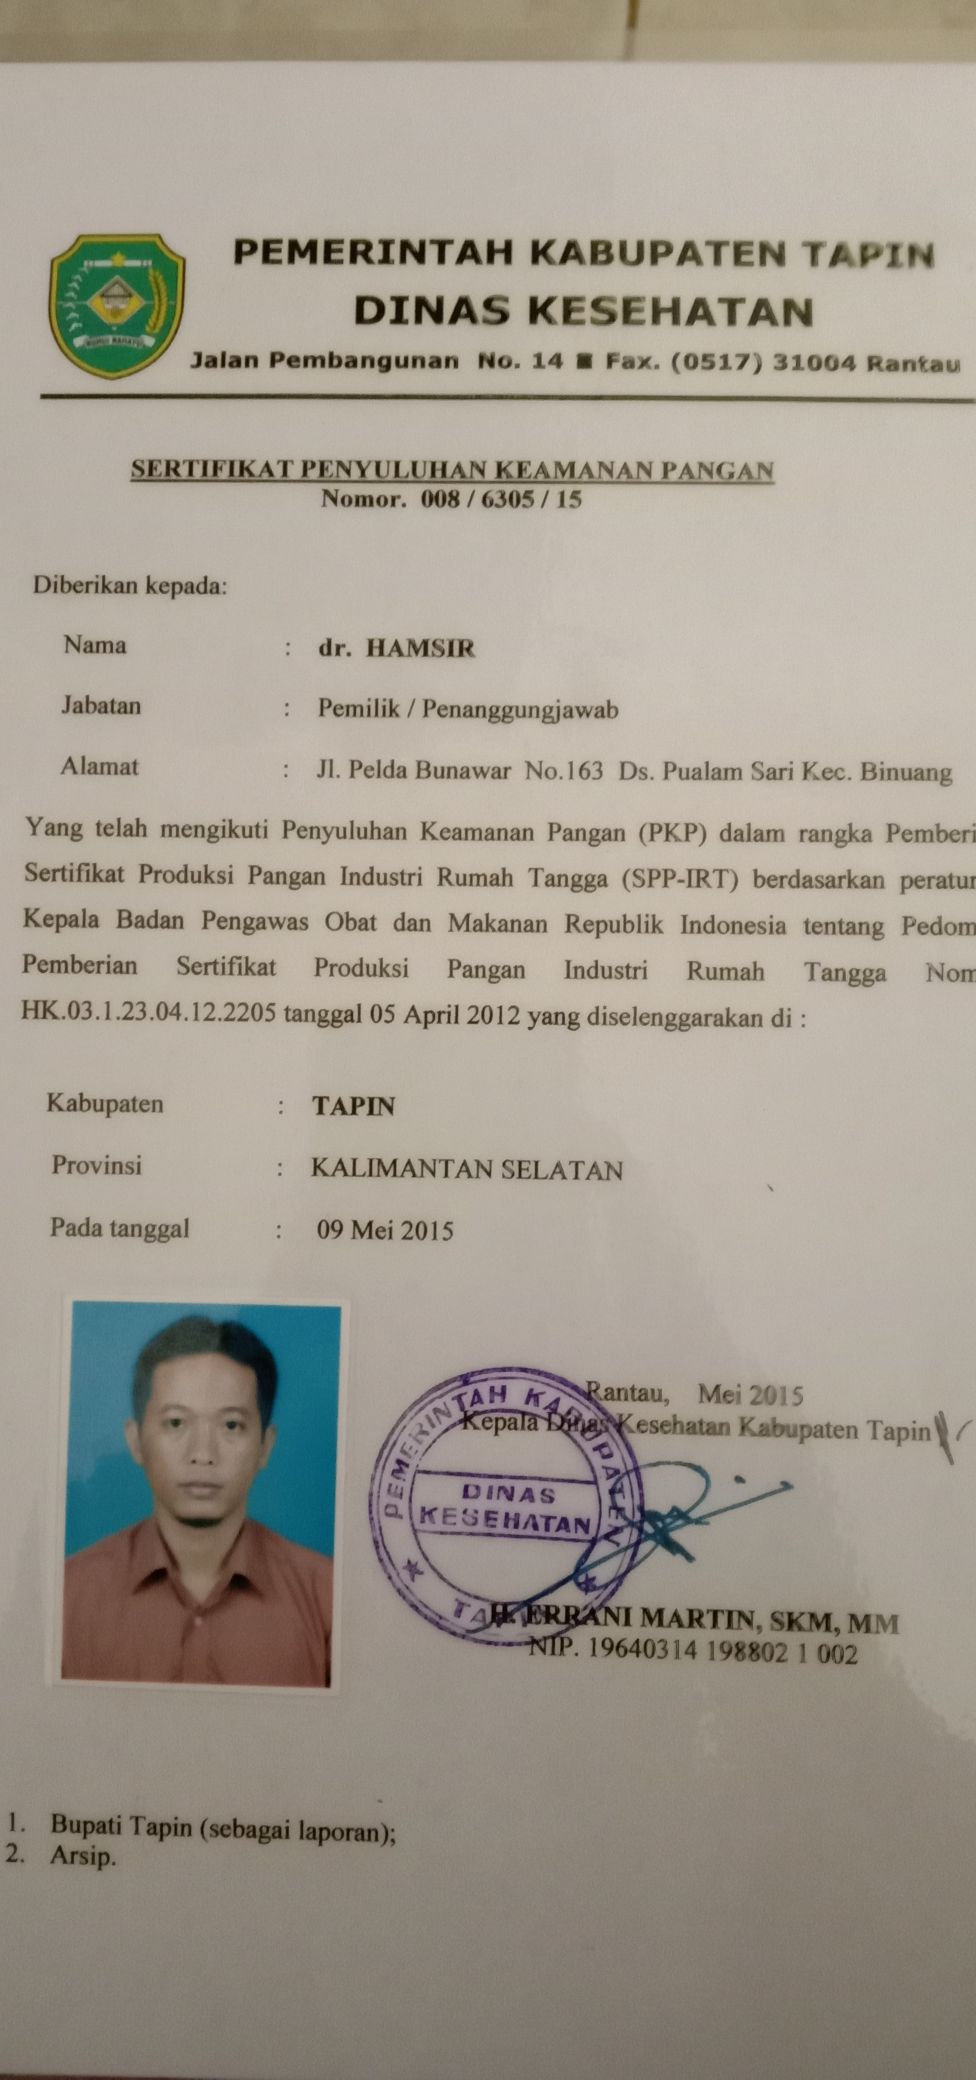 PEMERINTAH KABUPATEN TAPIN
DINAS KESEHATAN
Jalan Pembangunan No. 14 ■ Fax. (0517) 31004 Rantau
SERTIFIKAT PENYULUHAN KEAMANAN PANGAN
Nomor. 008 / 6305 / 15
Diberikan kepada:
Nama : dr. HAMSIR
Jabatan : Pemilik / Penanggungjawab
Alamat : Jl. Pelda Bunawar No.163 Ds. Pualam Sari Kec. Binuang
Yang telah mengikuti Penyuluhan Keamanan Pangan (PKP) dalam rangka Pemberi
Sertifikat Produksi Pangan Industri Rumah Tangga (SPP-IRT) berdasarkan peratur
Kepala Badan Pengawas Obat dan Makanan Republik Indonesia tentang Pedom
Pemberian Sertifikat Produksi Pangan Industri Rumah Tangga Nom
HK.03.1.23.04.12.2205 tanggal 05 April 2012 yang diselenggarakan di :
Kabupaten : TAPIN
Provinsi : KALIMANTAN SELATAN
Pada tanggal : 09 Mei 2015
Rantau, Mei 2015
Kepala Dinas Kesehatan Kabupaten Tapin
PEMERINTAH KABUPATEN
DINAS
KESEHATAN
TAPIN
H. ERRANI MARTIN, SKM, MM
NIP. 19640314 198802 1 002
1. Bupati Tapin (sebagai laporan);
2. Arsip.